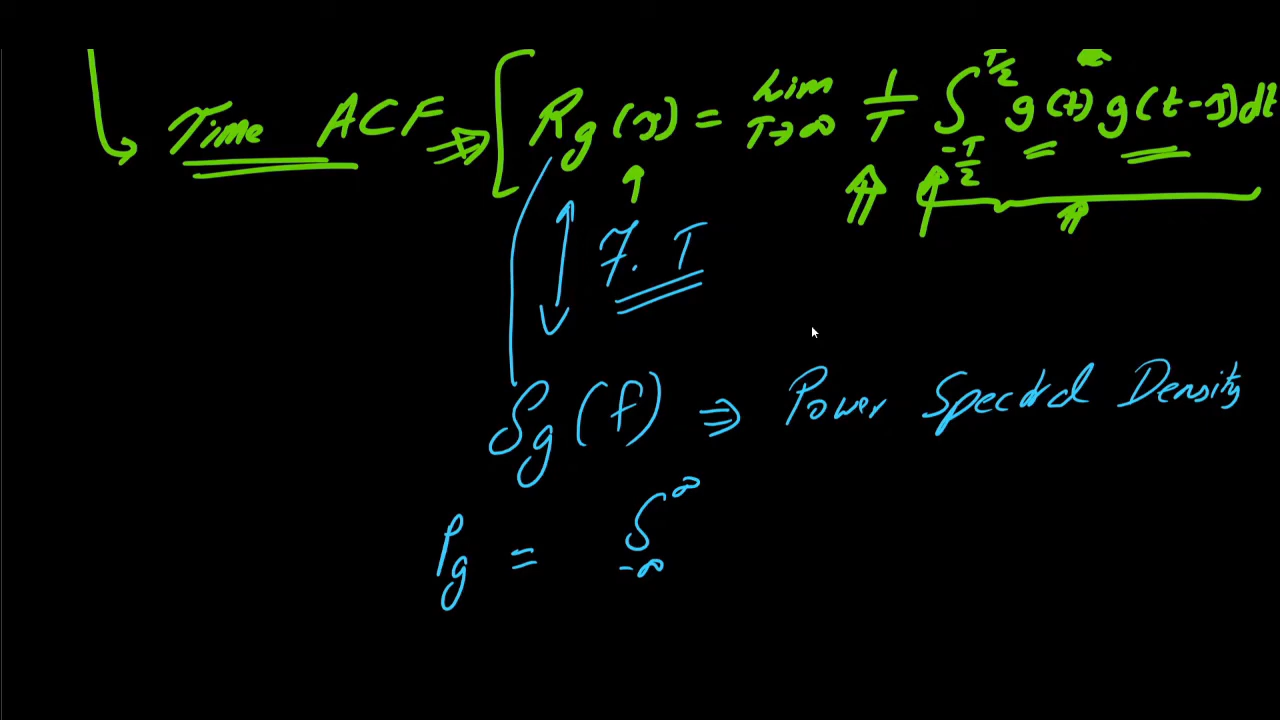 Time ACF ⇒ [ Rg(τ) = Lim T→∞ 1/T ∫_{-T/2}^{T/2} g(t) g(t-τ) dt
F. T
Sg(f) ⇒ Power Spectral Density
Pg = ∫_{-∞}^{∞}